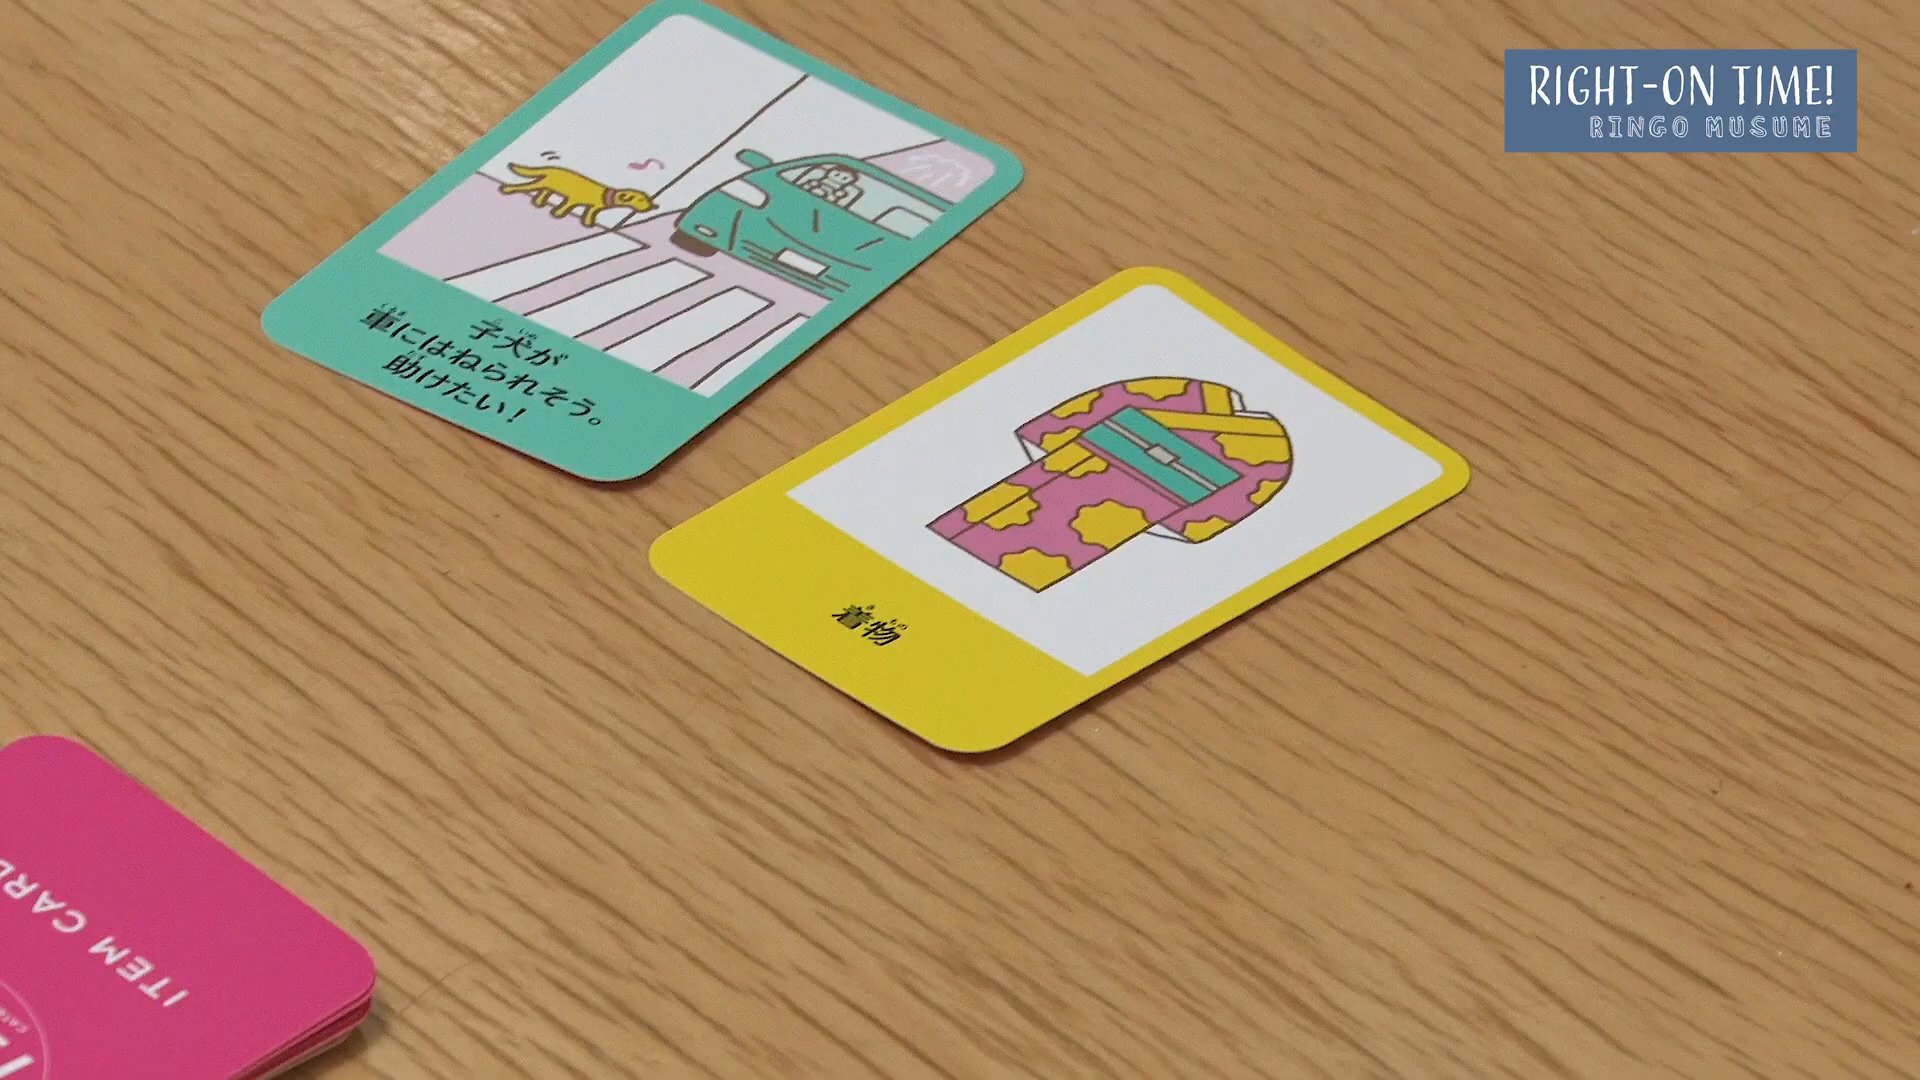 RIGHT-ON TIME!
RINGO MUSUME
子犬が
車にはねられそう。
助けたい!
着物
ITEM CARD